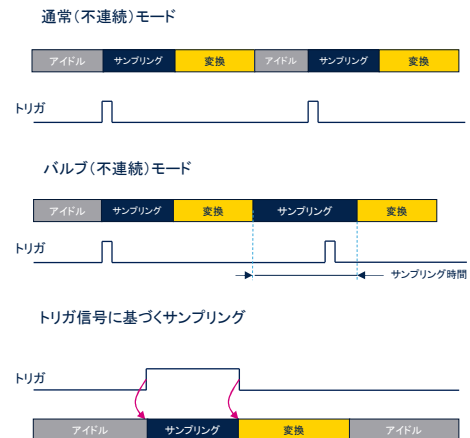 通常(不連続)モード
アイドル サンプリング 変換 アイドル サンプリング 変換
トリガ
バルブ(不連続)モード
アイドル サンプリング 変換 サンプリング 変換
トリガ
サンプリング時間
トリガ信号に基づくサンプリング
トリガ
アイドル サンプリング 変換 アイドル